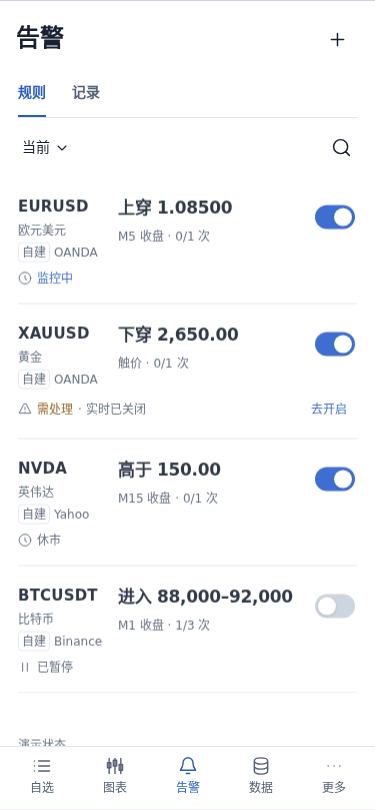 告警
规则 记录
当前
EURUSD 上穿 1.08500
欧元美元 M5 收盘 · 0/1 次
自建 OANDA
监控中
XAUUSD 下穿 2,650.00
黄金 触价 · 0/1 次
自建 OANDA
需处理 · 实时已关闭 去开启
NVDA 高于 150.00
英伟达 M15 收盘 · 0/1 次
自建 Yahoo
休市
BTCUSDT 进入 88,000–92,000
比特币 M1 收盘 · 1/3 次
自建 Binance
已暂停
演示状态
自选 图表 告警 数据 更多